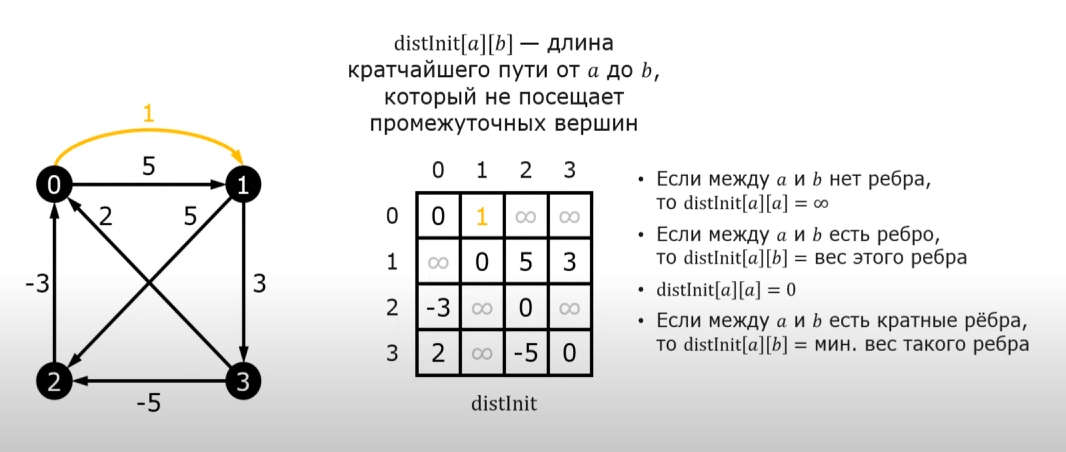 distInit[a][b] — длина
кратчайшего пути от a до b,
который не посещает
промежуточных вершин
1
5
0
1
2
5
-3
3
2
3
-5
0 1 2 3
0 0 1 ∞ ∞
1 ∞ 0 5 3
2 -3 ∞ 0 ∞
3 2 ∞ -5 0
distInit
• Если между a и b нет ребра,
то distInit[a][a] = ∞
• Если между a и b есть ребро,
то distInit[a][b] = вес этого ребра
• distInit[a][a] = 0
• Если между a и b есть кратные рёбра,
то distInit[a][b] = мин. вес такого ребра